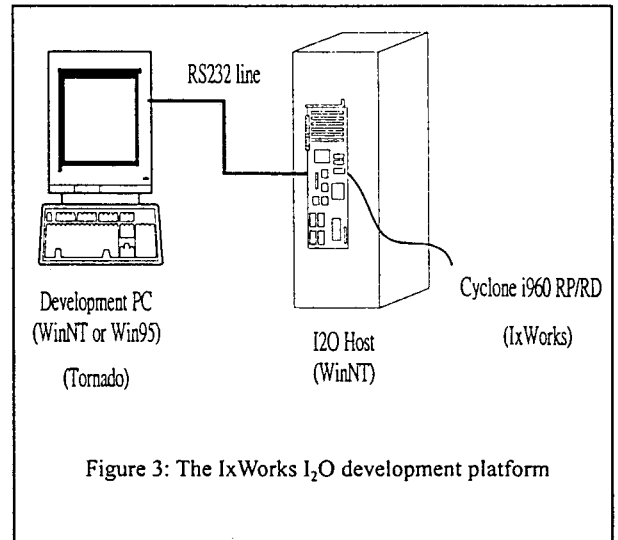 RS232 line
Development PC
(WinNT or Win95)
(Tornado)
I2O Host
(WinNT)
Cyclone i960 RP/RD
(IxWorks)
Figure 3: The IxWorks I₂O development platform